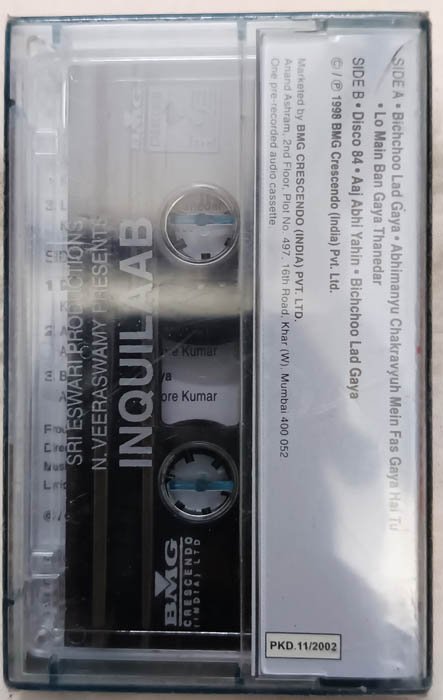 SIDE A • Bichchoo Lad Gaya • Abhimanyu Chakravyuh Mein Fas Gaya Hai Tu
• Lo Main Ban Gaya Thanedar
SIDE B • Disco 84 • Aaj Abhi Yahin • Bichchoo Lad Gaya
©/℗ 1998 BMG Crescendo (India) Pvt. Ltd.
Marketed by BMG CRESCENDO (INDIA) PVT. LTD.
Anand Ashram, 2nd Floor, Plot No. 497, 16th Road, Khar (W), Mumbai 400 052
One pre-recorded audio cassette
PKD.11/2002
Kumar
Kumar
INQUILAAB
N. VEERASWAMY PRESENTS
SRI ESWARI PRODUCTIONS
BMG
CRESCENDO
(INDIA) LTD